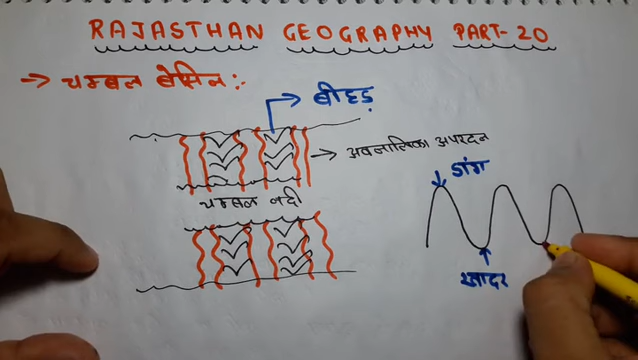 RAJASTHAN GEOGRAPHY PART-20
→ चम्बल बेसिन:-
→ बीहड़
→ अवनालिका अपरदन
डांग
चम्बल नदी
खादर